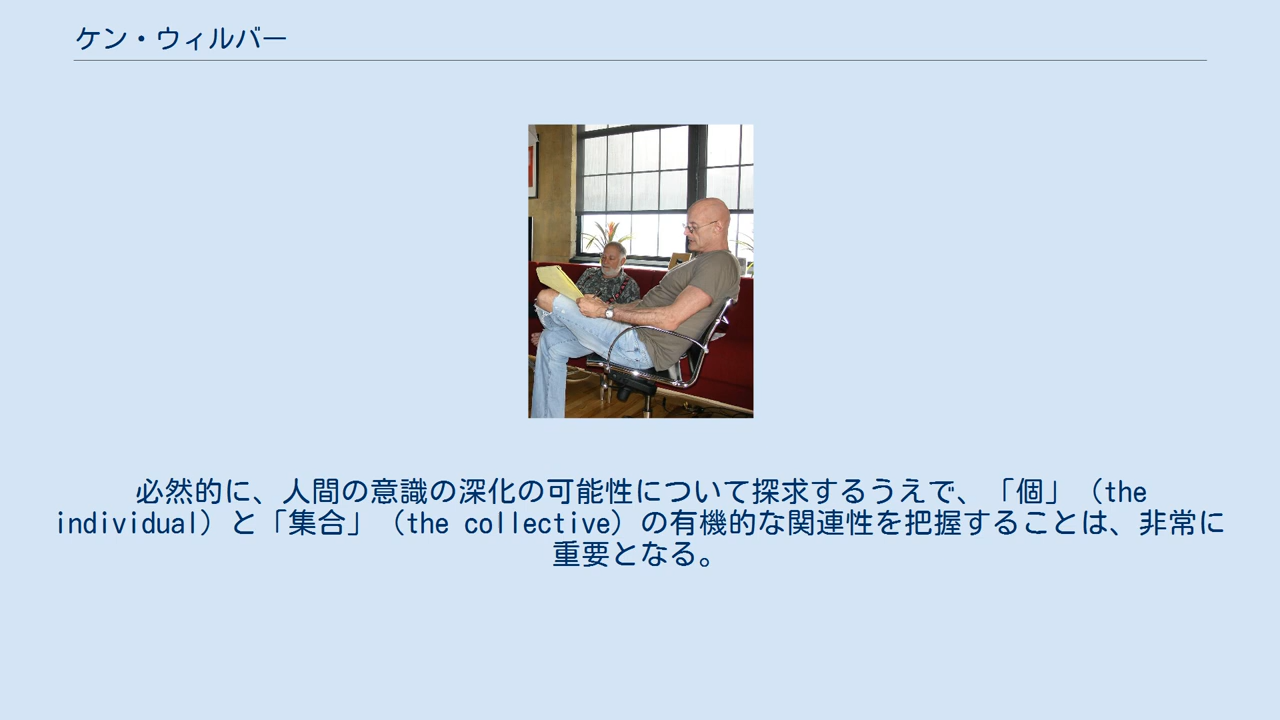 ケン・ウィルバー
必然的に、人間の意識の深化の可能性について探求するうえで、「個」（the
individual）と「集合」（the collective）の有機的な関連性を把握することは、非常に
重要となる。